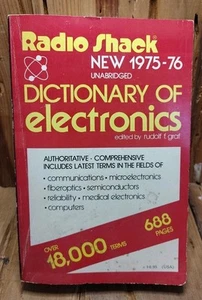 Radio Shack
NEW 1975-76
UNABRIDGED
DICTIONARY OF
electronics
edited by rudolf f. graf
AUTHORITATIVE - COMPREHENSIVE
INCLUDES LATEST TERMS IN THE FIELDS OF
• communications • microelectronics
• fiberoptics • semiconductors
• reliability • medical electronics
• computers
OVER
18,000 TERMS
688
PAGES